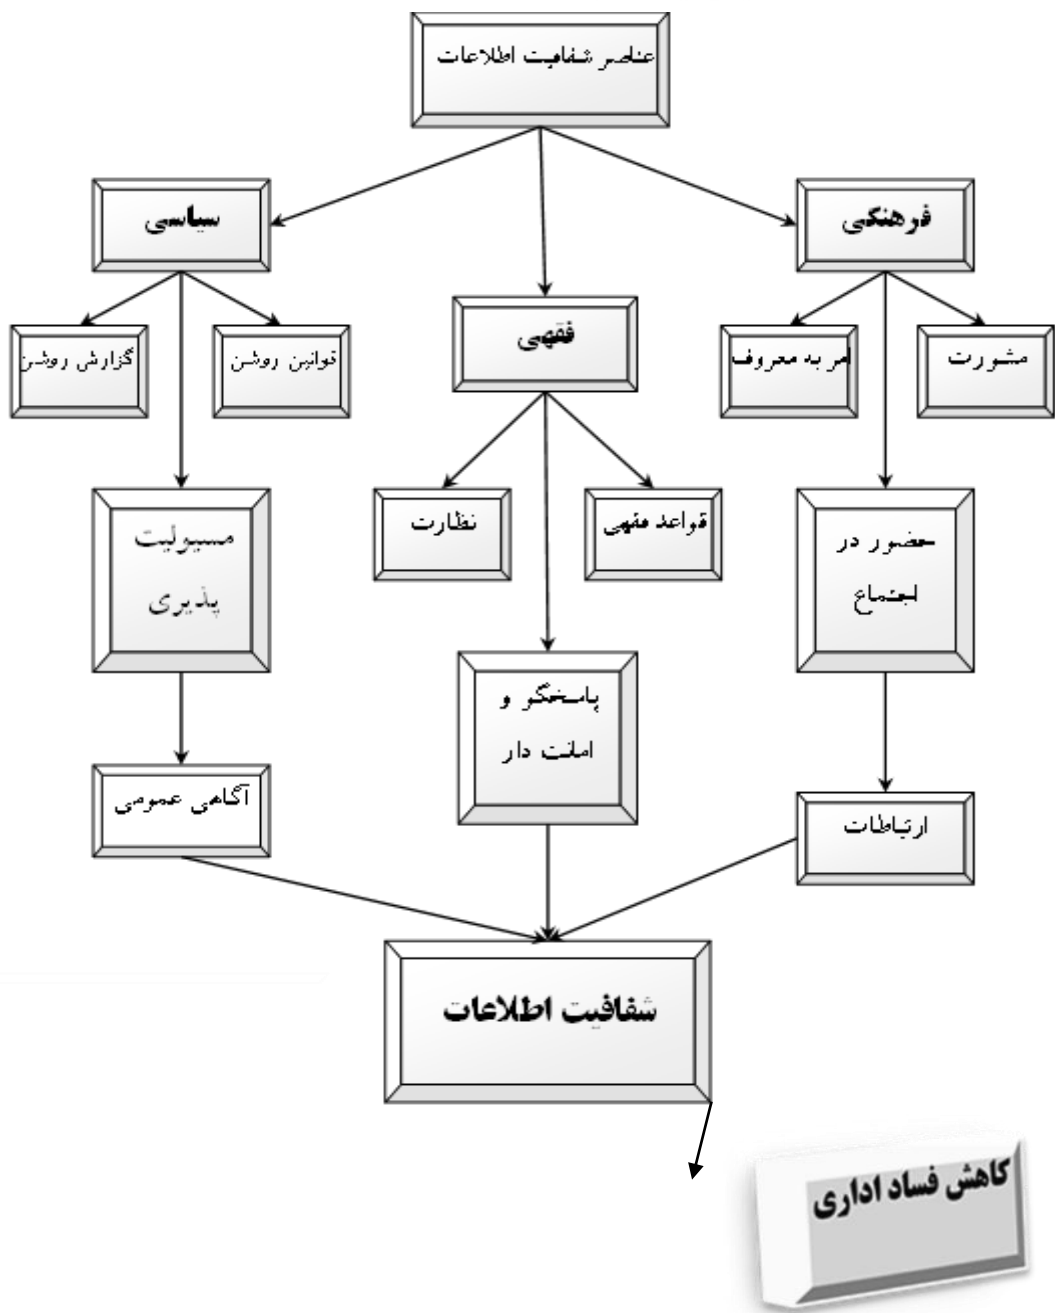 عناصر شفافیت اطلاعات
فرهنگی
سیاسی
فقهی
مشورت
امر به معروف
قوانین روشن
گزارش روشن
قواعد فقهی
نظارت
حضور در
اجتماع
مسیولیت
پذیری
پاسخگو و
امانت دار
ارتباطات
آگاهی عمومی
شفافیت اطلاعات
کاهش فساد اداری